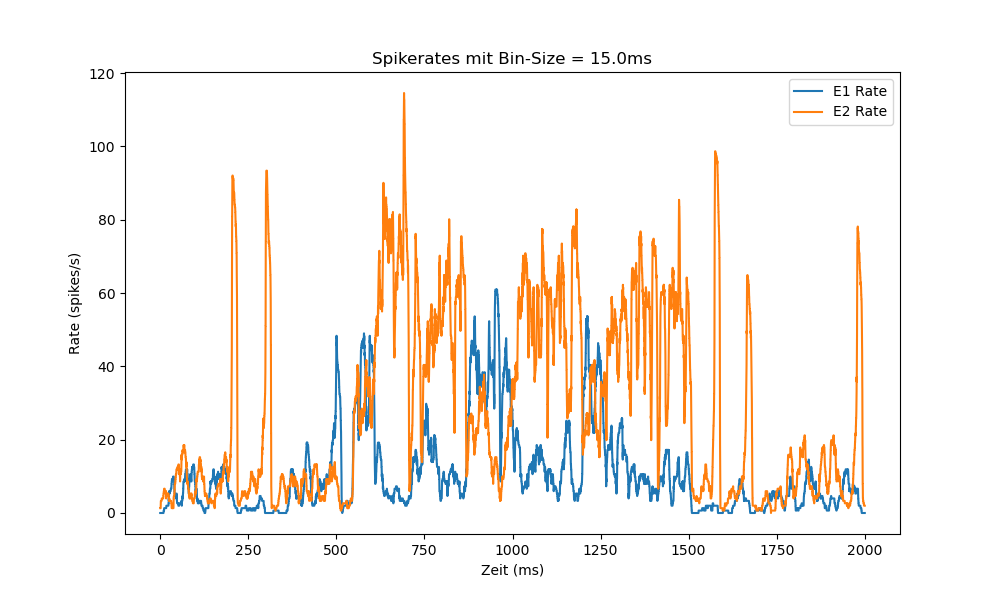 Spikerates mit Bin-Size = 15.0ms
E1 Rate
E2 Rate
120
100
80
60
40
20
0
Rate (spikes/s)
0 250 500 750 1000 1250 1500 1750 2000
Zeit (ms)